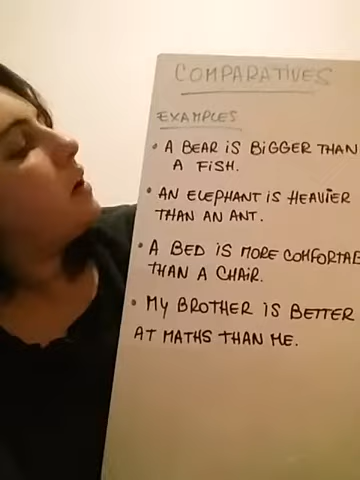 COMPARATIVES
EXAMPLES
• A BEAR IS BIGGER THAN
A FISH.
• AN ELEPHANT IS HEAVIER
THAN AN ANT.
• A BED IS MORE COMFORTAB
THAN A CHAIR.
• MY BROTHER IS BETTER
AT MATHS THAN ME.